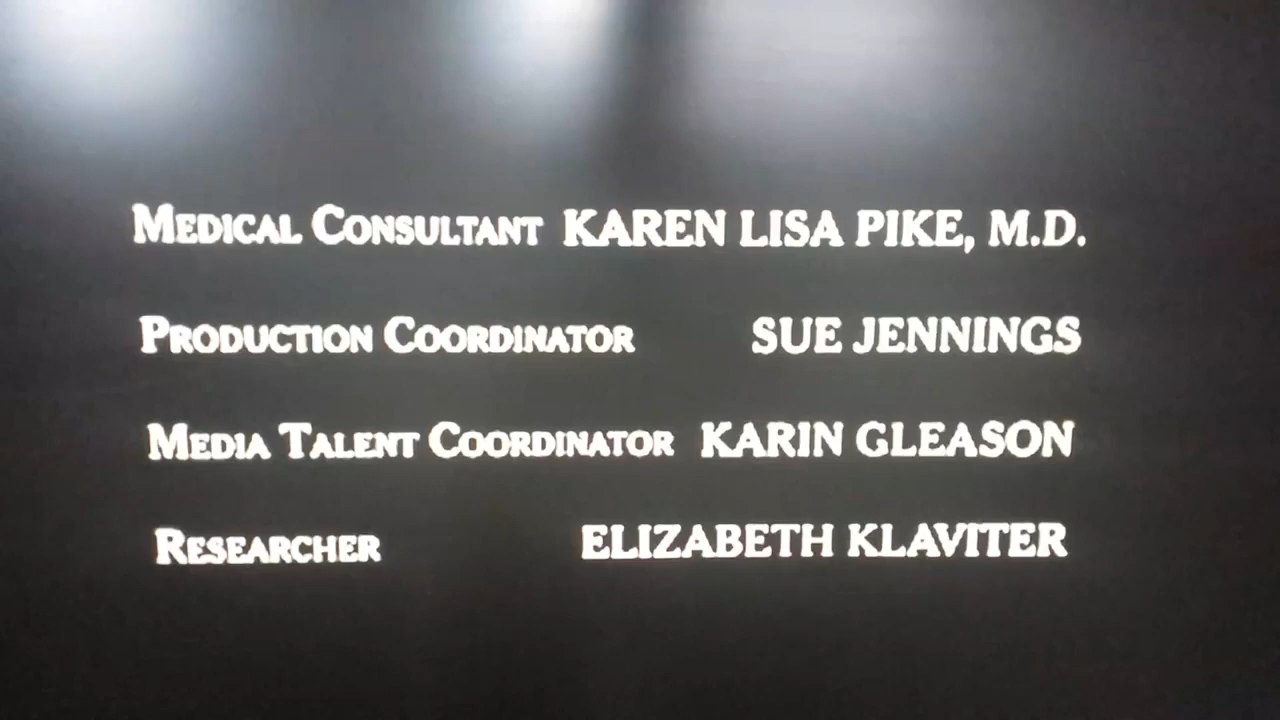 Medical Consultant KAREN LISA PIKE, M.D.
Production Coordinator SUE JENNINGS
Media Talent Coordinator KARIN GLEASON
Researcher ELIZABETH KLAVITER